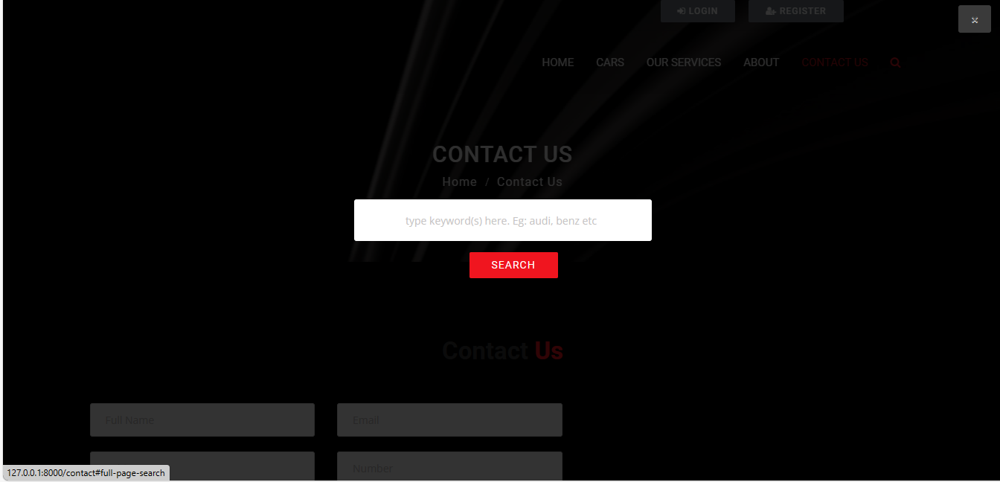 LOGIN REGISTER
×
HOME CARS OUR SERVICES ABOUT CONTACT US
CONTACT US
Home / Contact Us
type keyword(s) here. Eg: audi, benz etc
SEARCH
Contact Us
Full Name Email
Number
127.0.0.1:8000/contact#full-page-search